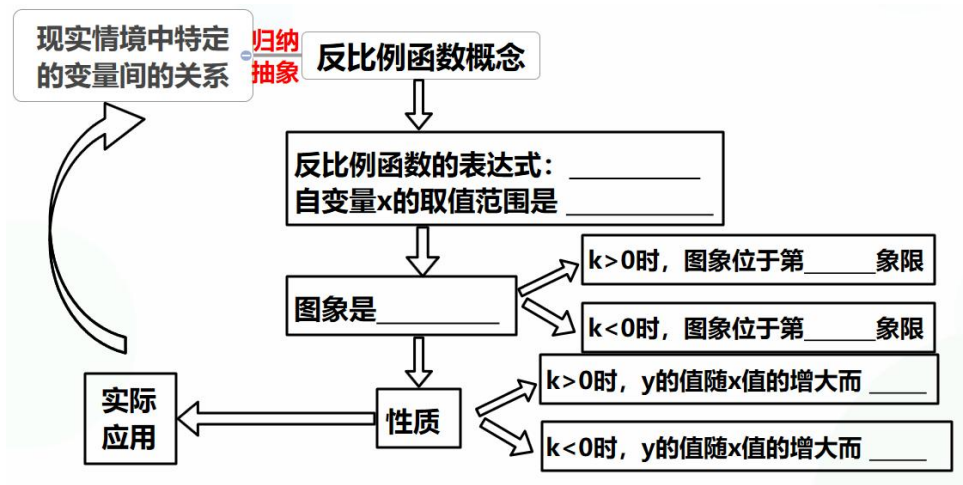 现实情境中特定
的变量间的关系
归纳
抽象
反比例函数概念
反比例函数的表达式：_________
自变量x的取值范围是 __________
图象是_________
k>0时，图象位于第_____象限
k<0时，图象位于第_____象限
性质
k>0时，y的值随x值的增大而 ____
k<0时，y的值随x值的增大而 ____
实际
应用